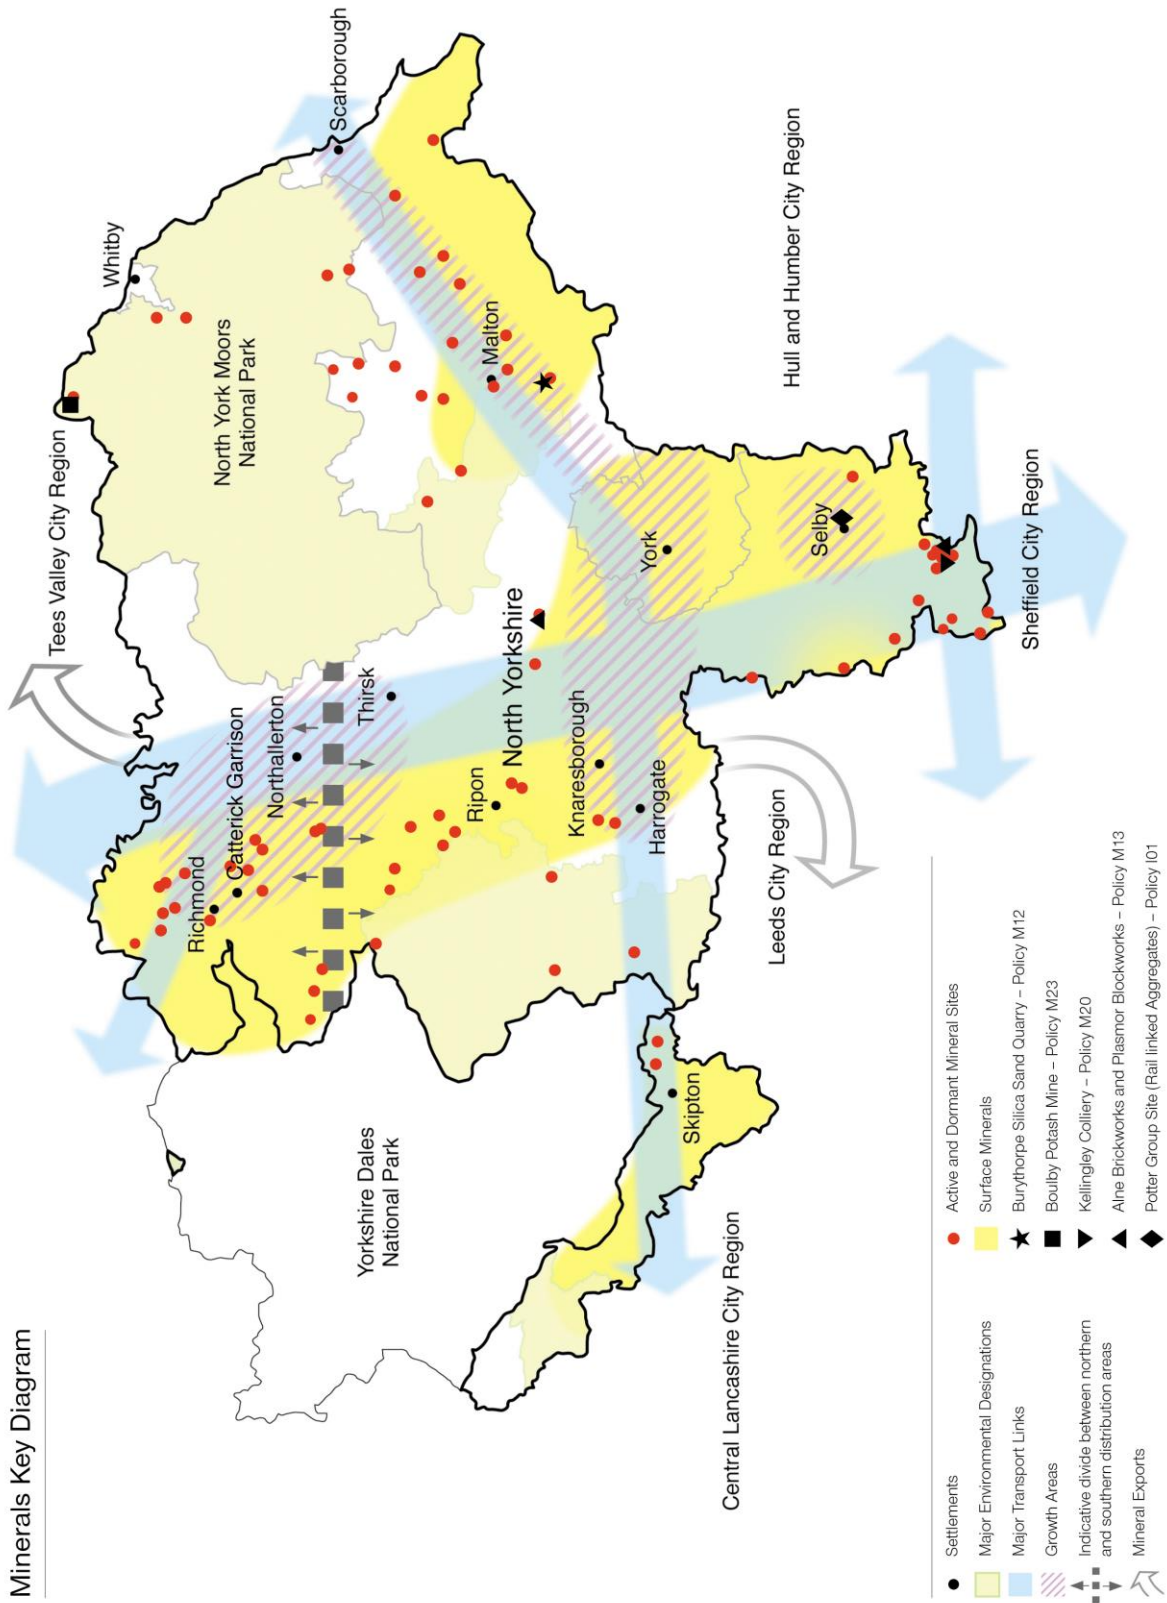 Minerals Key Diagram
Tees Valley City Region
Whitby
North York Moors
National Park
Scarborough
Richmond
Catterick Garrison
Northallerton
Thirsk
Malton
Yorkshire Dales
National Park
Ripon
North Yorkshire
Knaresborough
Harrogate
York
Hull and Humber City Region
Skipton
Leeds City Region
Selby
Central Lancashire City Region
Sheffield City Region
Settlements
Major Environmental Designations
Major Transport Links
Growth Areas
Indicative divide between northern
and southern distribution areas
Mineral Exports
Active and Dormant Mineral Sites
Surface Minerals
Burythorpe Silica Sand Quarry – Policy M12
Boulby Potash Mine – Policy M23
Kellingley Colliery – Policy M20
Alne Brickworks and Plasmor Blockworks – Policy M13
Potter Group Site (Rail linked Aggregates) – Policy I01